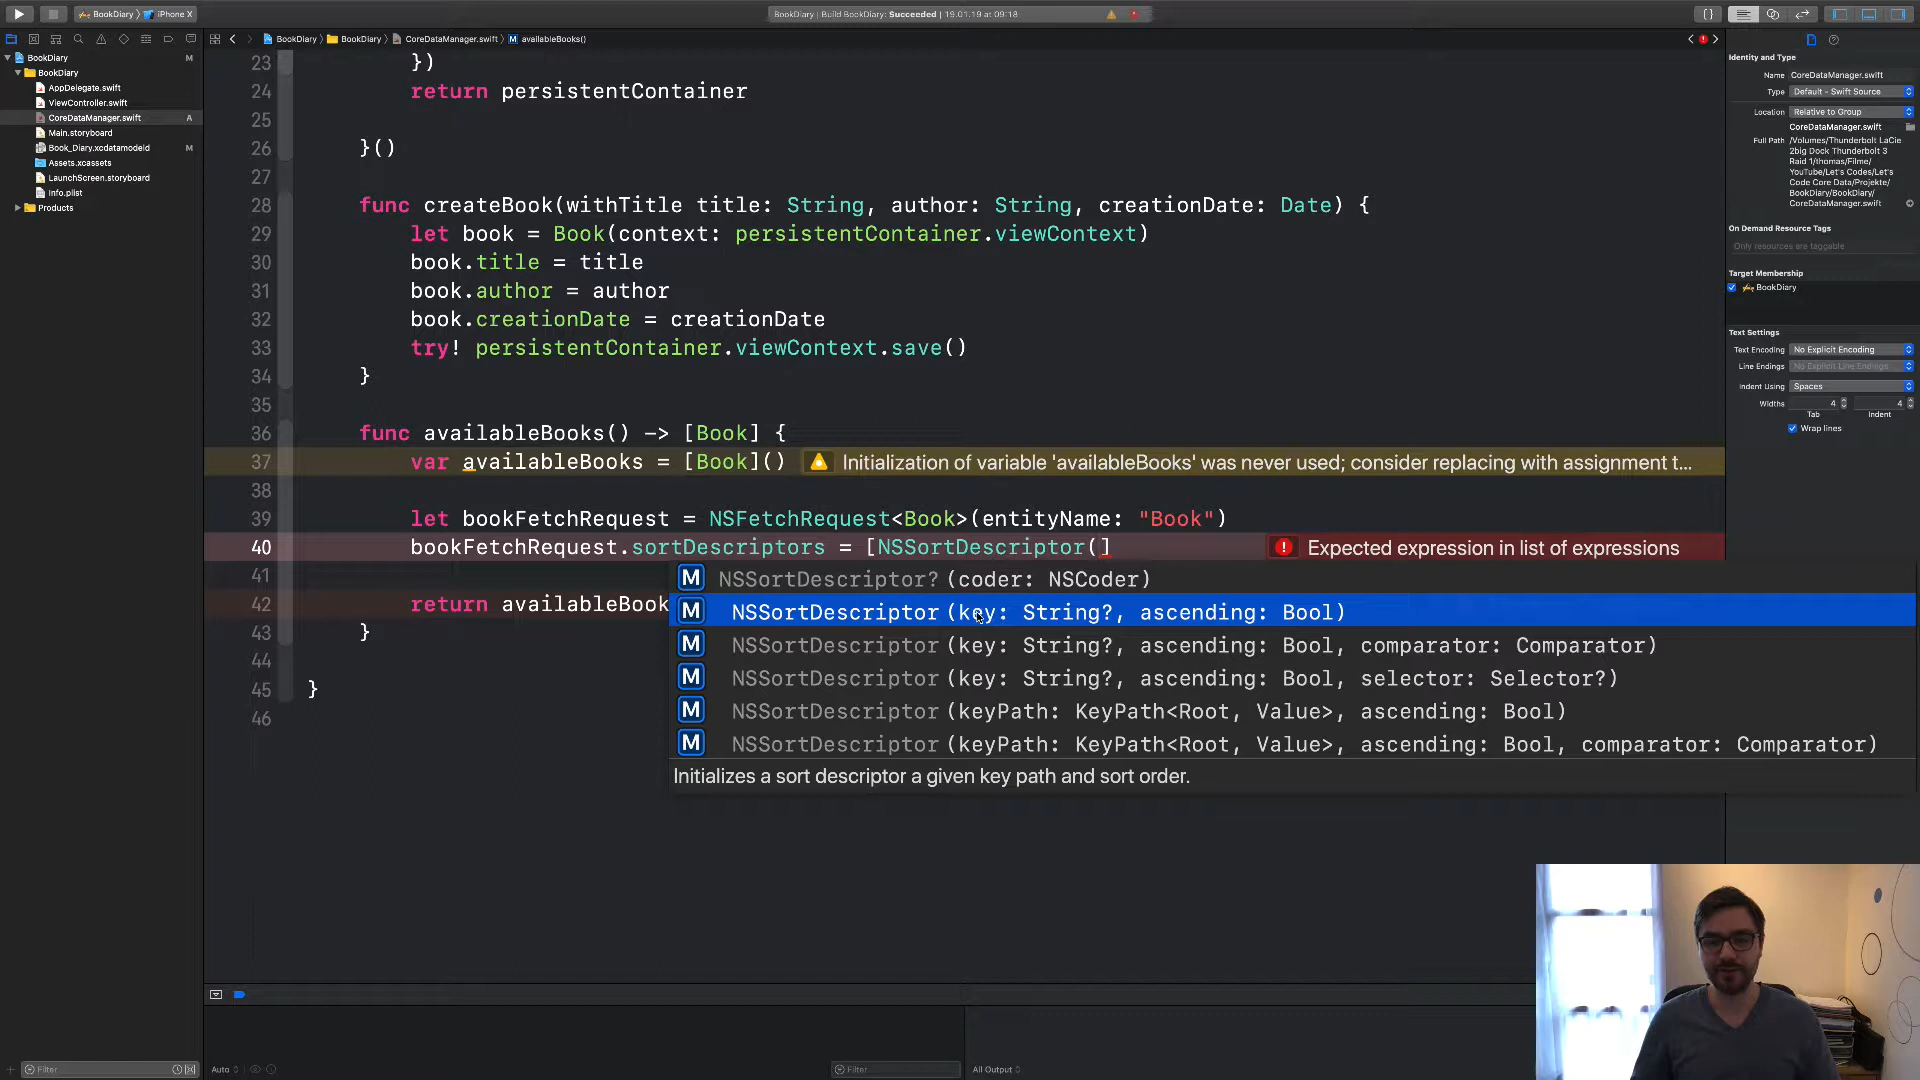 BookDiary iPhone X
BookDiary | Build BookDiary: Succeeded | 19.01.19 at 09:18
BookDiary M
BookDiary
AppDelegate.swift
ViewController.swift
CoreDataManager.swift A
Main.storyboard
Book_Diary.xcdatamodeld M
Assets.xcassets
LaunchScreen.storyboard
Info.plist
Products
BookDiary BookDiary CoreDataManager.swift M availableBooks()
23 })
24 return persistentContainer
25
26 }()
27
28 func createBook(withTitle title: String, author: String, creationDate: Date) {
29 let book = Book(context: persistentContainer.viewContext)
30 book.title = title
31 book.author = author
32 book.creationDate = creationDate
33 try! persistentContainer.viewContext.save()
34 }
35
36 func availableBooks() -> [Book] {
37 var availableBooks = [Book]() Initialization of variable 'availableBooks' was never used; consider replacing with assignment t...
38
39 let bookFetchRequest = NSFetchRequest<Book>(entityName: "Book")
40 bookFetchRequest.sortDescriptors = [NSSortDescriptor(] Expected expression in list of expressions
41
42 return availableBook
43 }
44
45 }
46
M NSSortDescriptor? (coder: NSCoder)
M NSSortDescriptor (key: String?, ascending: Bool)
M NSSortDescriptor (key: String?, ascending: Bool, comparator: Comparator)
M NSSortDescriptor (key: String?, ascending: Bool, selector: Selector?)
M NSSortDescriptor (keyPath: KeyPath<Root, Value>, ascending: Bool)
M NSSortDescriptor (keyPath: KeyPath<Root, Value>, ascending: Bool, comparator: Comparator)
Initializes a sort descriptor a given key path and sort order.
Identity and Type
Name CoreDataManager.swift
Type Default - Swift Source
Location Relative to Group
CoreDataManager.swift
Full Path /Volumes/Thunderbolt LaCie
2big Dock Thunderbolt 3
Raid 1/thomas/Filme/
YouTube/Let's Codes/Let's
Code Core Data/Projekte/
BookDiary/BookDiary/
CoreDataManager.swift
On Demand Resource Tags
Only resources are taggable
Target Membership
BookDiary
Text Settings
Text Encoding No Explicit Encoding
Line Endings No Explicit Line Endings
Indent Using Spaces
Widths 4 4
Tab Indent
Wrap lines
Filter
Auto
Filter
All Output